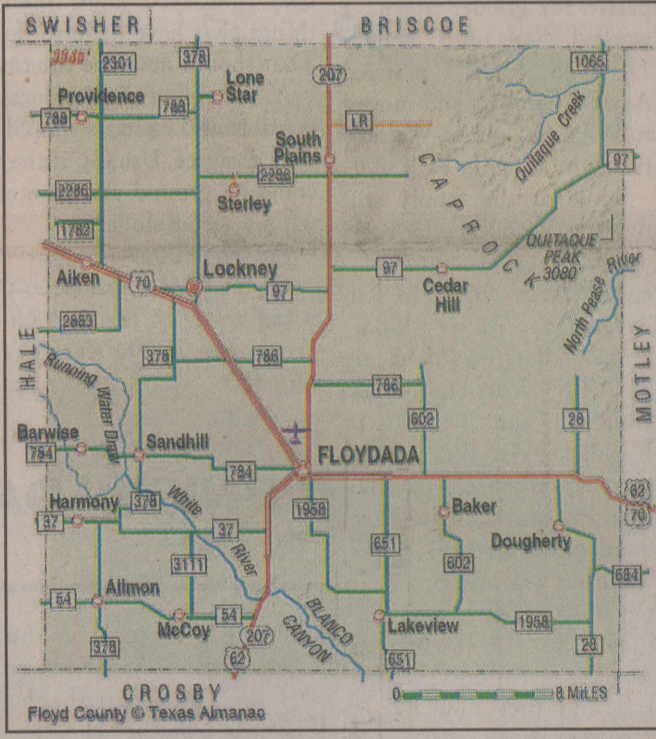 SWISHER
BRISCOE
2301
378
207
1065
Lone
Star
Providence
788
788
LR
South
Plains
97
2286
2286
Sterley
Quitaque Creek
CAPROCK
1782
QUITAQUE
PEAK
3080'
Aiken
70
Lockney
97
97
Cedar
Hill
North Pease River
2883
HALE
MOTLEY
378
786
786
Running
Water Draw
602
28
Barwise
784
Sandhill
784
FLOYDADA
62
70
Harmony
378
White
River
1958
Baker
37
37
651
Dougherty
3111
602
684
54
Allmon
McCoy
54
BLANCO
CANYON
Lakeview
1958
378
207
62
651
28
CROSBY
0
8 MILES
Floyd County © Texas Almanac